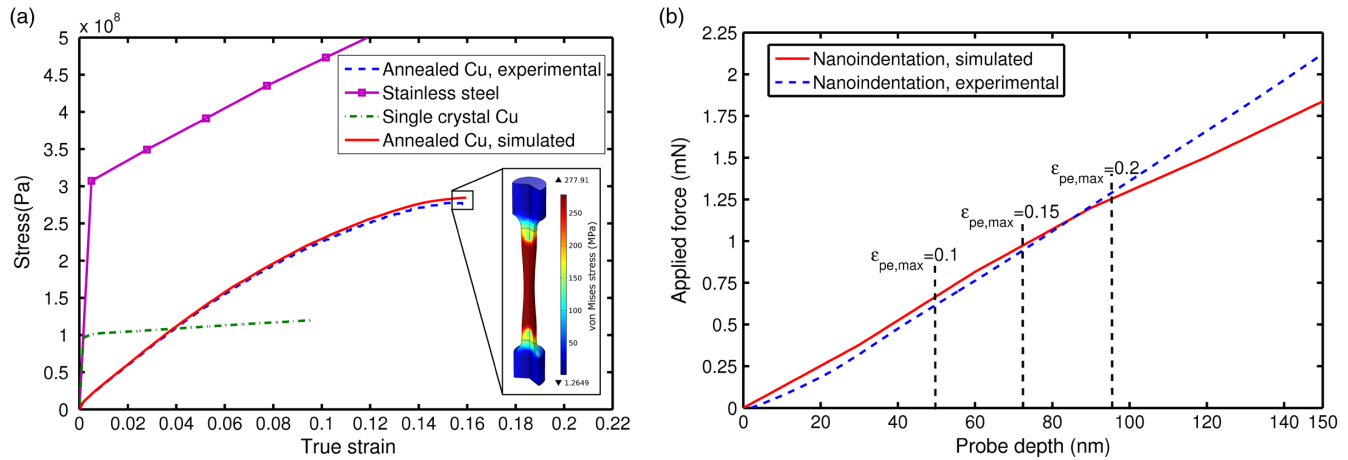 (a)
x 10⁸
5
4.5
4
3.5
3
2.5
2
1.5
1
0.5
0
Stress(Pa)
0 0.02 0.04 0.06 0.08 0.1 0.12 0.14 0.16 0.18 0.2 0.22
True strain
Annealed Cu, experimental
Stainless steel
Single crystal Cu
Annealed Cu, simulated
▲ 277.91
250
200
150
100
50
▼ 1.2649
von Mises stress (MPa)
(b)
2.25
2
1.75
1.5
1.25
1
0.75
0.5
0.25
0
Applied force (mN)
0 20 40 60 80 100 120 150
Probe depth (nm)
Nanoindentation, simulated
Nanoindentation, experimental
ε_pe,max=0.2
ε_pe,max=0.15
ε_pe,max=0.1